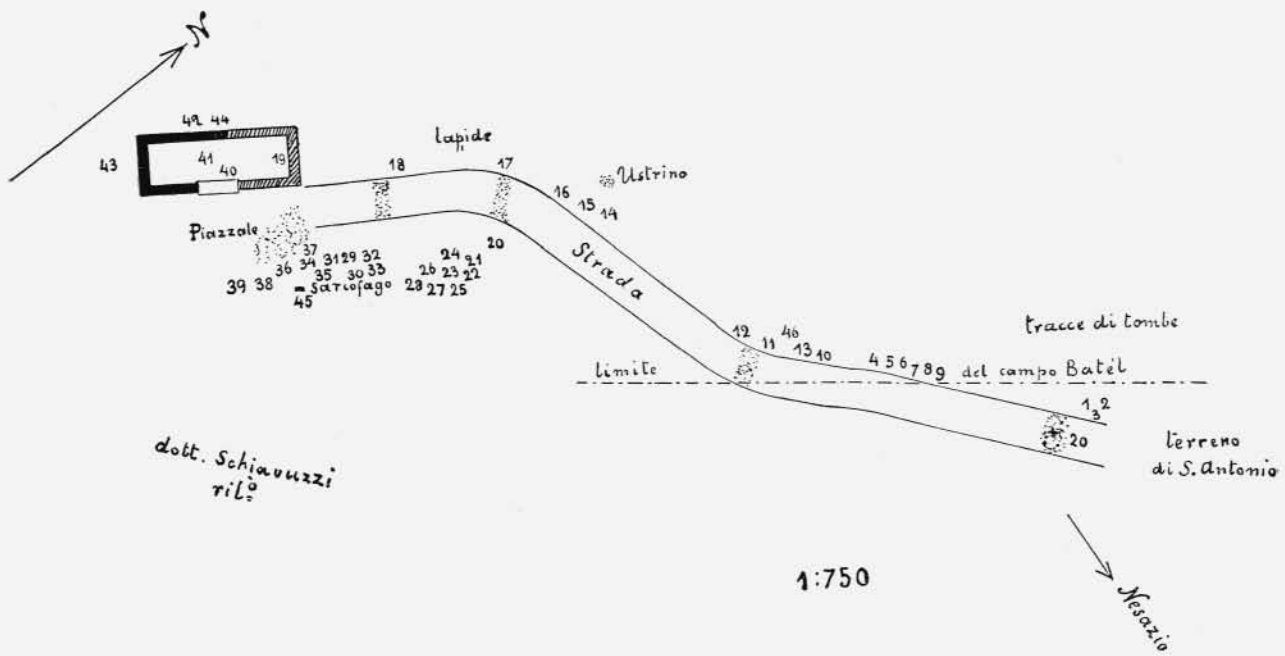 N
42 44
43
41
40
19
lapide
18
17
Ustrino
16
15
14
Piazzale
37
36 34 31 29 32
35 30 33
39 38
Sarcofago
45
28
26
24
23
21
22
27 25
20
Strada
12
11
46
13 10
4 5 6 7 8 9
tracce di tombe
limite
del campo Batèl
1 3 2
20
terreno
di S. Antonio
dott. Schiavuzzi
rilò
1:750
Nesazio